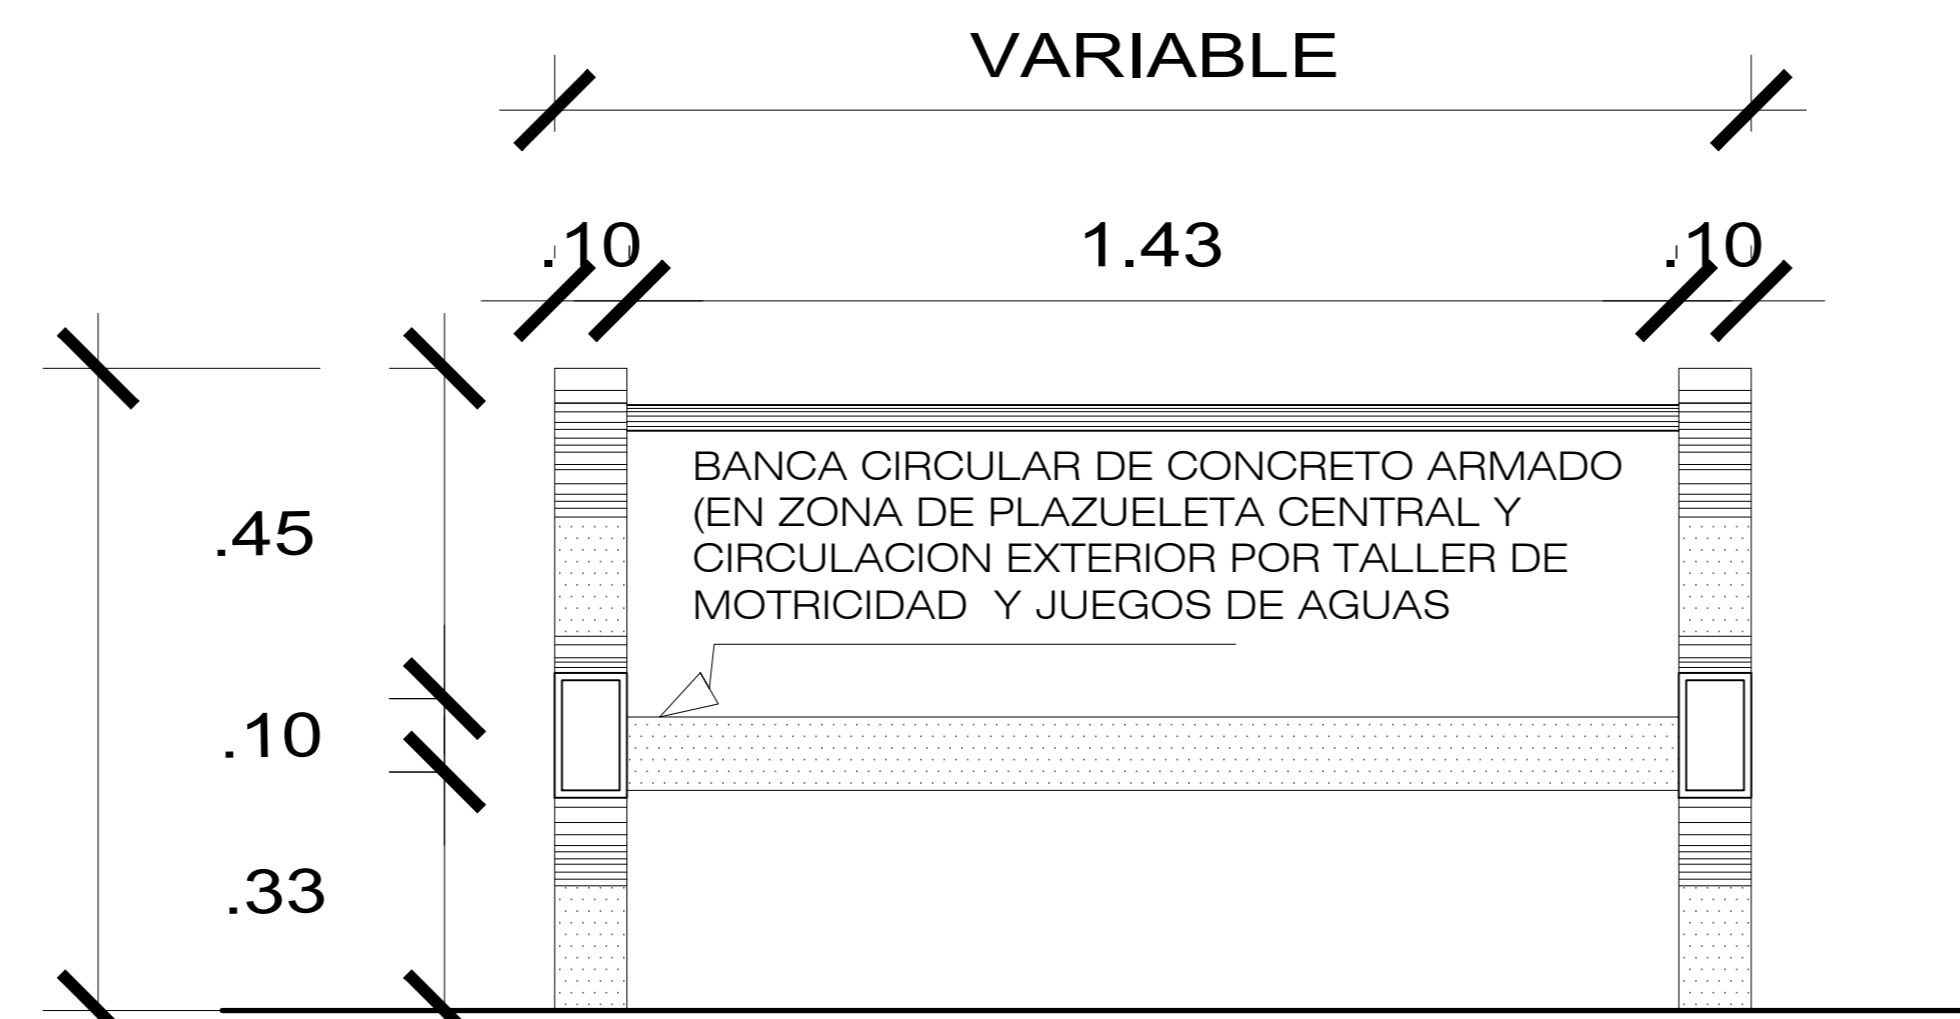 VARIABLE
.10 1.43 .10
BANCA CIRCULAR DE CONCRETO ARMADO
(EN ZONA DE PLAZUELETA CENTRAL Y
CIRCULACION EXTERIOR POR TALLER DE
MOTRICIDAD Y JUEGOS DE AGUAS
.45
.10
.33